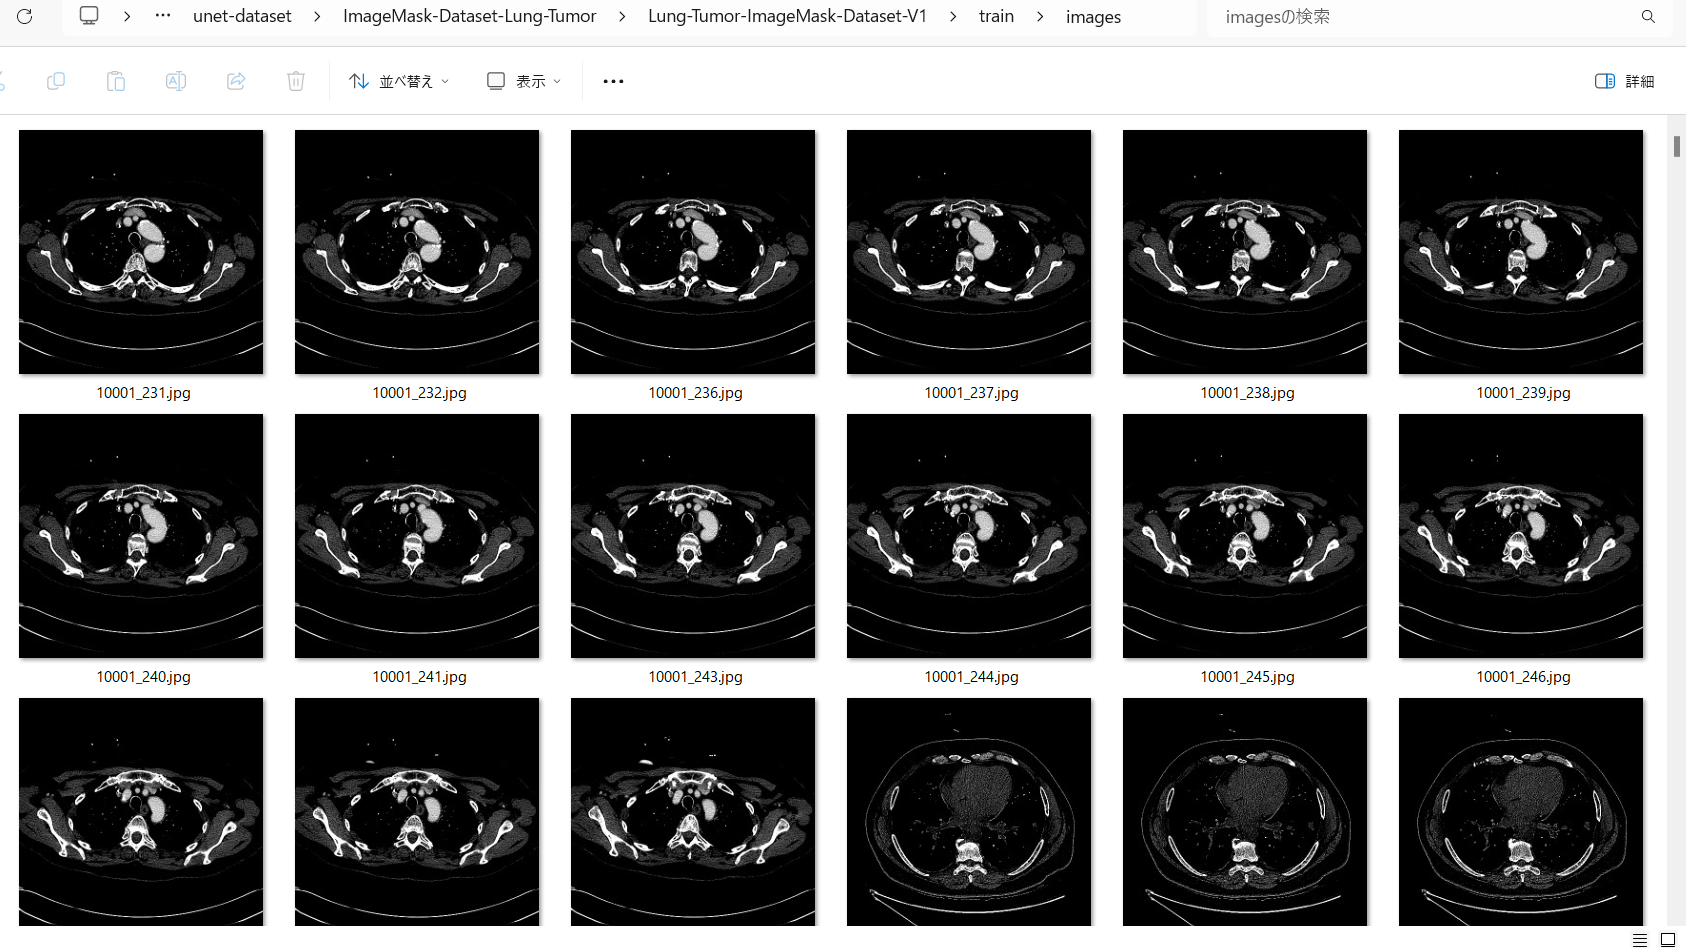 … unet-dataset ImageMask-Dataset-Lung-Tumor Lung-Tumor-ImageMask-Dataset-V1 train images imagesの検索
並べ替え 表示 … 詳細
10001_231.jpg 10001_232.jpg 10001_236.jpg 10001_237.jpg 10001_238.jpg 10001_239.jpg
10001_240.jpg 10001_241.jpg 10001_243.jpg 10001_244.jpg 10001_245.jpg 10001_246.jpg